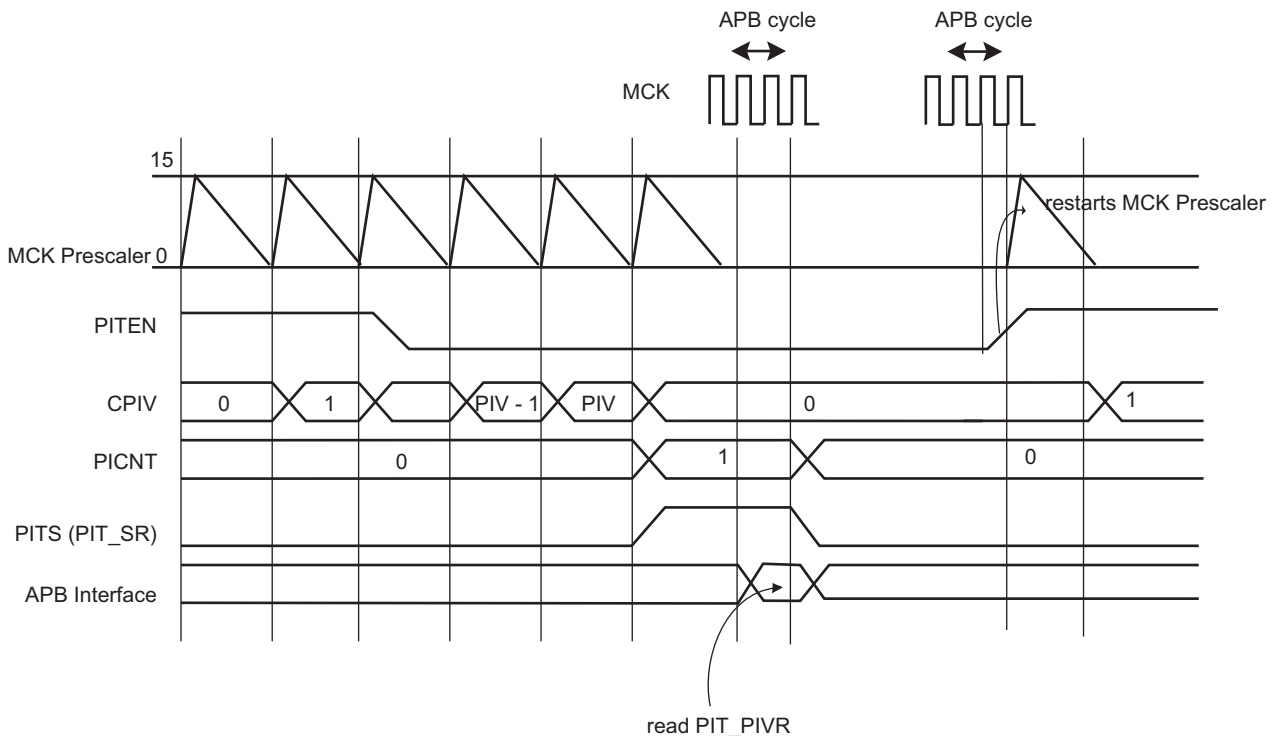 APB cycle
APB cycle
MCK
15
restarts MCK Prescaler
MCK Prescaler 0
PITEN
CPIV
0
1
PIV - 1
PIV
0
1
PICNT
0
1
0
PITS (PIT_SR)
APB Interface
read PIT_PIVR